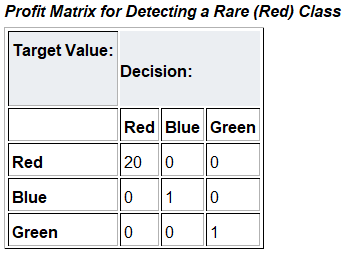 Profit Matrix for Detecting a Rare (Red) Class
Target Value:
Decision:
Red Blue Green
Red 20 0 0
Blue 0 1 0
Green 0 0 1